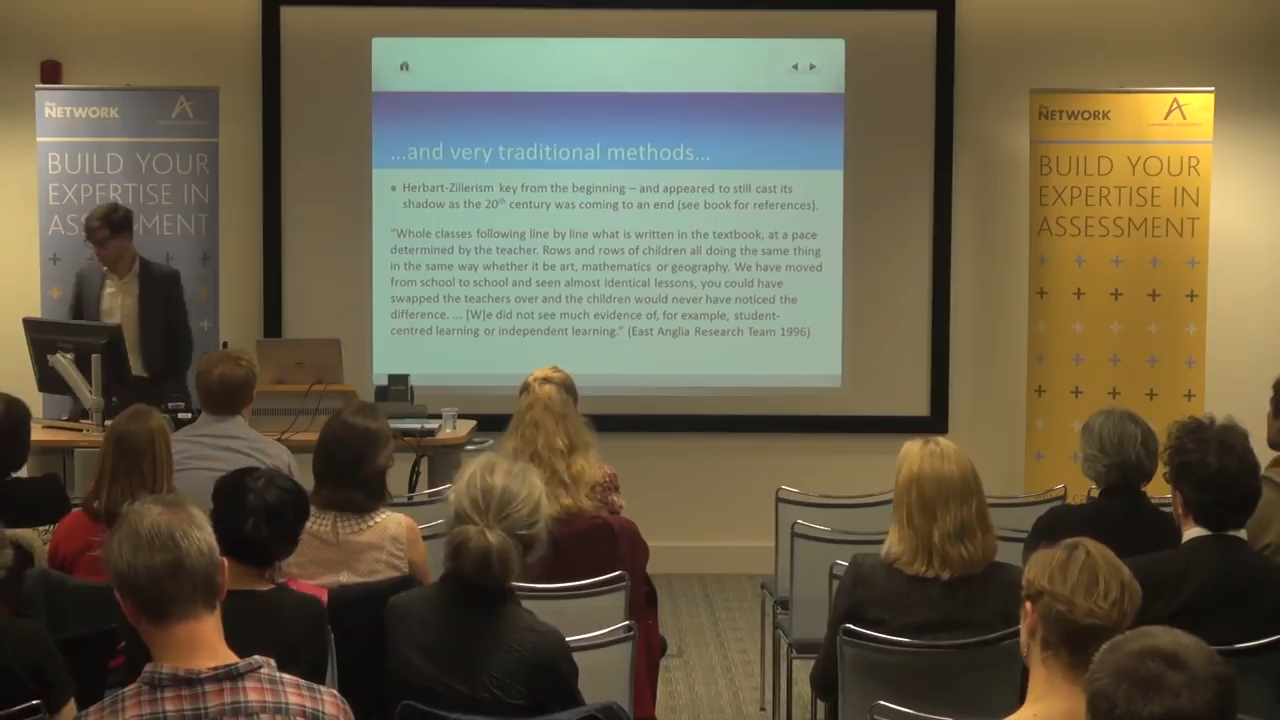 the
NETWORK
BUILD YOUR
EXPERTISE IN
ASSESSMENT
…and very traditional methods…
• Herbart-Zillerism key from the beginning – and appeared to still cast its
shadow as the 20th century was coming to an end (see book for references).
“Whole classes following line by line what is written in the textbook, at a pace
determined by the teacher. Rows and rows of children all doing the same thing
in the same way whether it be art, mathematics or geography. We have moved
from school to school and seen almost identical lessons, you could have
swapped the teachers over and the children would never have noticed the
difference. … [W]e did not see much evidence of, for example, student-
centred learning or independent learning.” (East Anglia Research Team 1996)
the
NETWORK
BUILD YOUR
EXPERTISE IN
ASSESSMENT